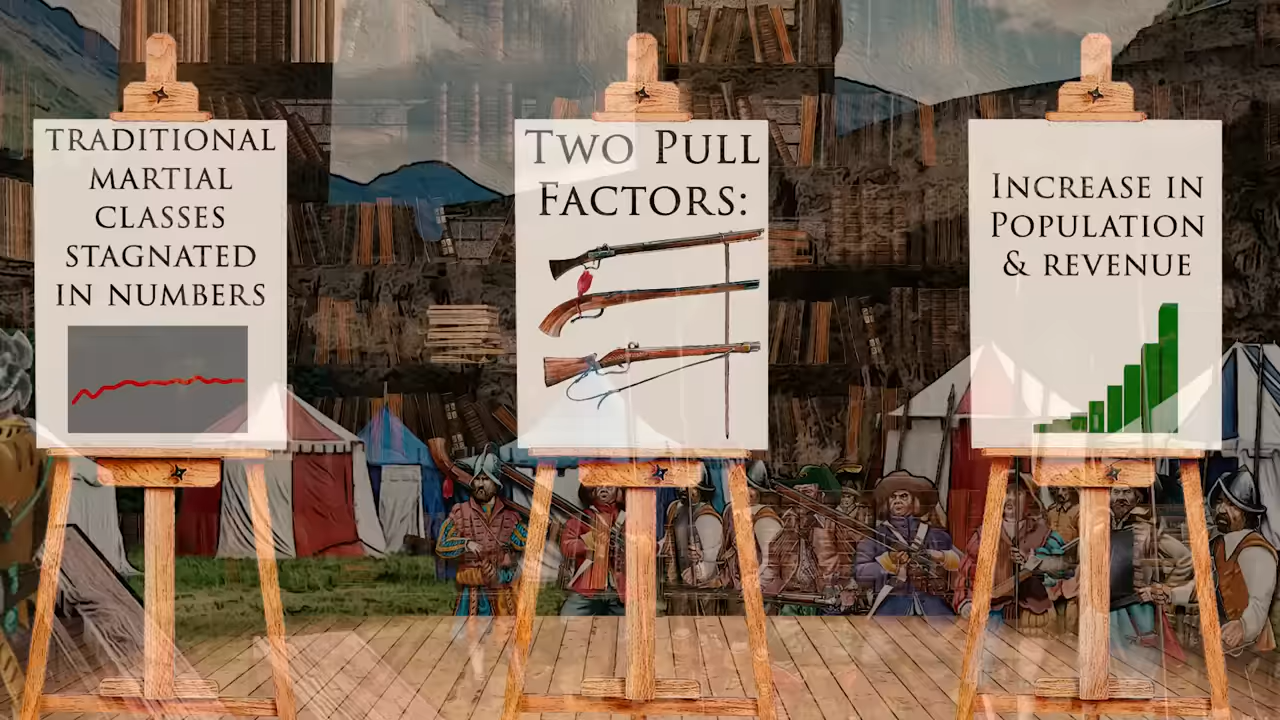 TRADITIONAL
MARTIAL
CLASSES
STAGNATED
IN NUMBERS
TWO PULL
FACTORS:
INCREASE IN
POPULATION
& REVENUE